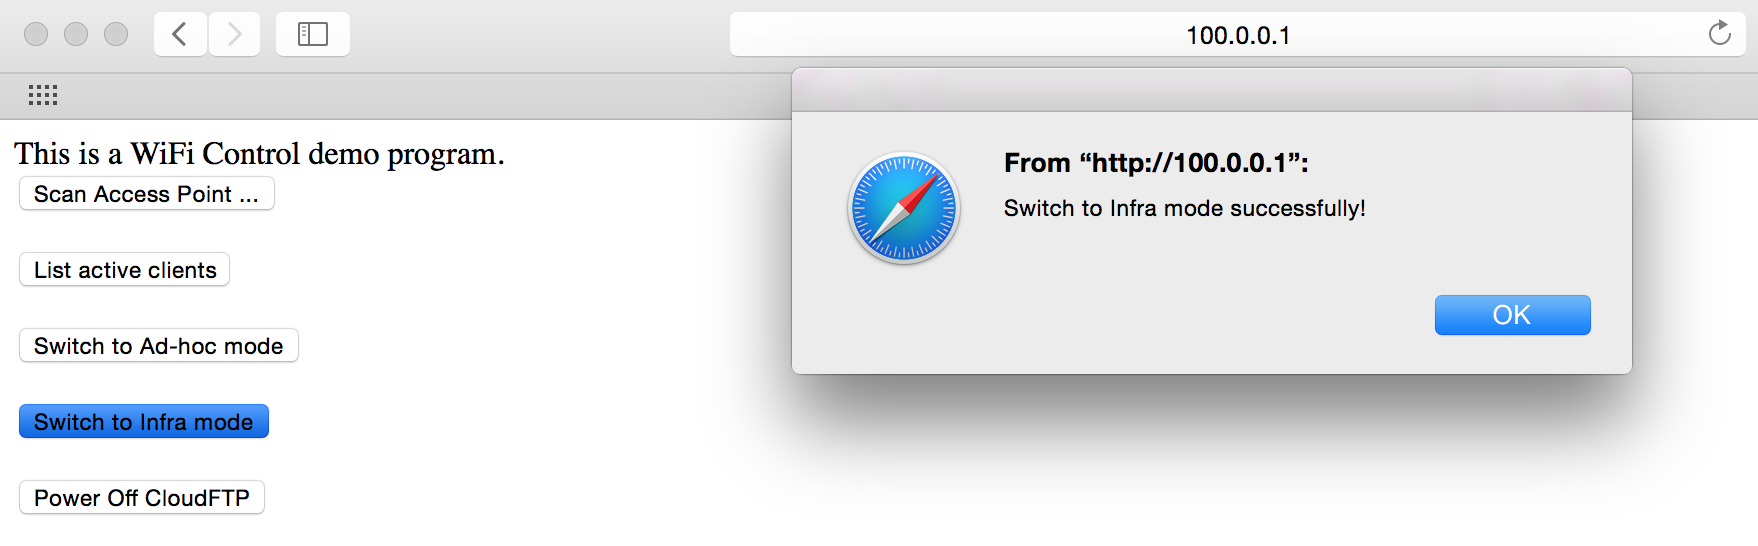 100.0.0.1
From “http://100.0.0.1”:
Switch to Infra mode successfully!
OK
This is a WiFi Control demo program.
Scan Access Point ...
List active clients
Switch to Ad-hoc mode
Switch to Infra mode
Power Off CloudFTP